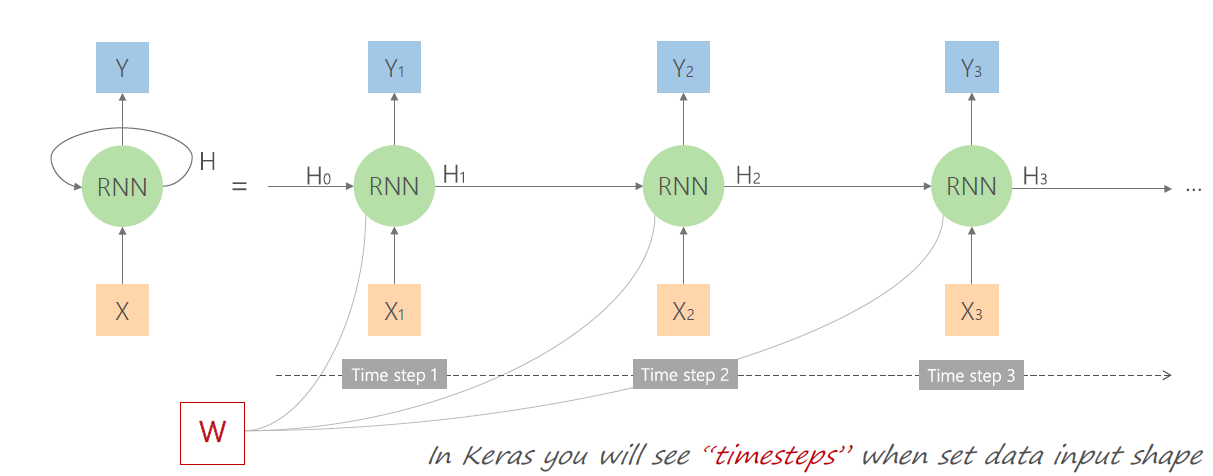 Y Y1 Y2 Y3
H
RNN = H0 RNN H1 RNN H2 RNN H3 ...
X X1 X2 X3
Time step 1 Time step 2 Time step 3
W
In Keras you will see “timesteps” when set data input shape